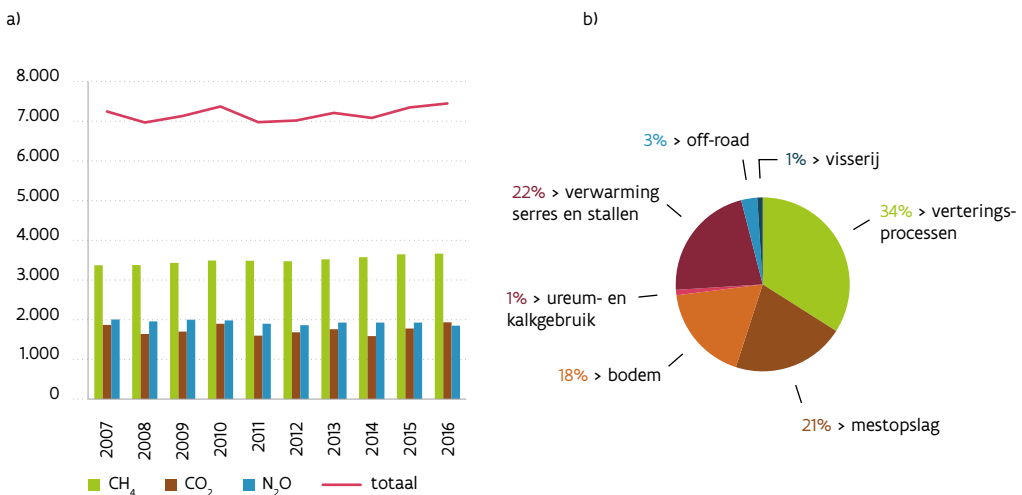 a)
8.000
7.000
6.000
5.000
4.000
3.000
2.000
1.000
0
2007
2008
2009
2010
2011
2012
2013
2014
2015
2016
CH₄
CO₂
N₂O
totaal
b)
3% > off-road
1% > visserij
22% > verwarming
serres en stallen
34% > verterings-
processen
1% > ureum- en
kalkgebruik
18% > bodem
21% > mestopslag